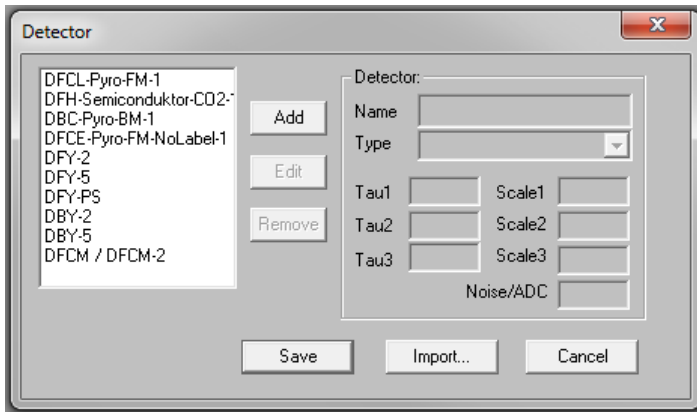 Detector
DFCL-Pyro-FM-1
DFH-Semiconduktor-CO2-
DBC-Pyro-BM-1
DFCE-Pyro-FM-NoLabel-1
DFY-2
DFY-5
DFY-PS
DBY-2
DBY-5
DFCM / DFCM-2
Add
Edit
Remove
Detector:
Name
Type
Tau1 Scale1
Tau2 Scale2
Tau3 Scale3
Noise/ADC
Save Import... Cancel